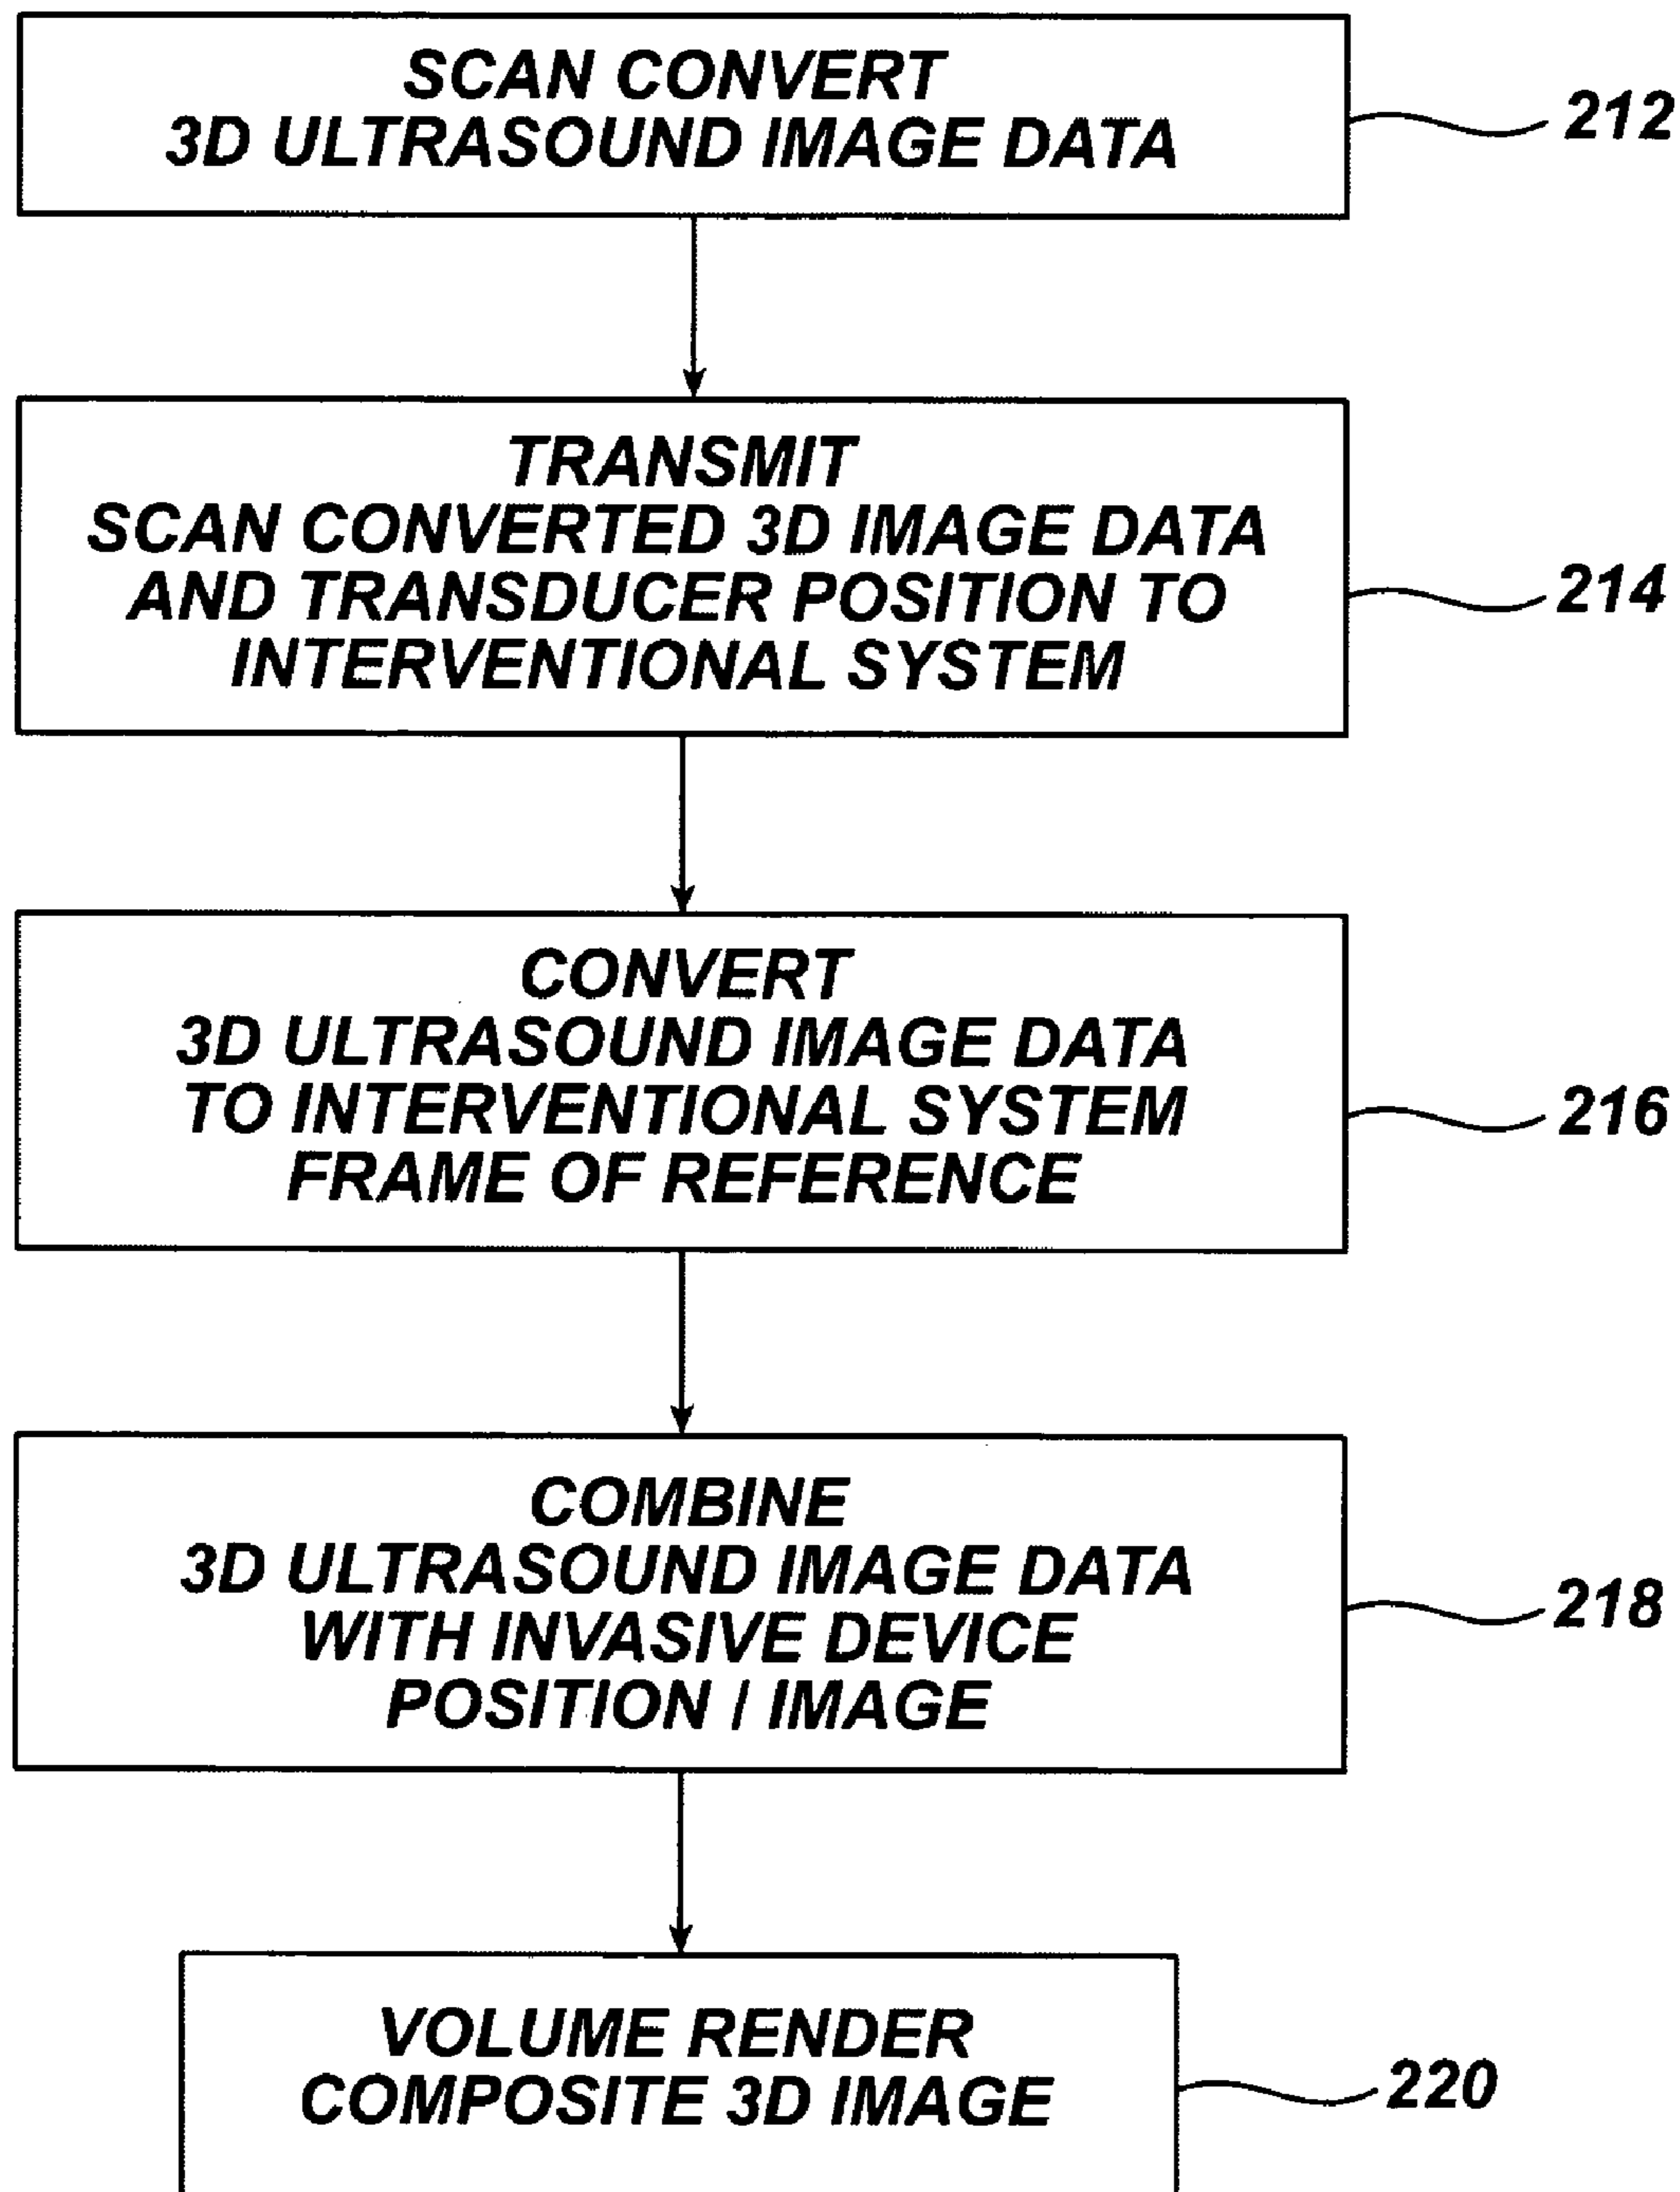 SCAN CONVERT
3D ULTRASOUND IMAGE DATA
212
TRANSMIT
SCAN CONVERTED 3D IMAGE DATA
AND TRANSDUCER POSITION TO
INTERVENTIONAL SYSTEM
214
CONVERT
3D ULTRASOUND IMAGE DATA
TO INTERVENTIONAL SYSTEM
FRAME OF REFERENCE
216
COMBINE
3D ULTRASOUND IMAGE DATA
WITH INVASIVE DEVICE
POSITION / IMAGE
218
VOLUME RENDER
COMPOSITE 3D IMAGE
220